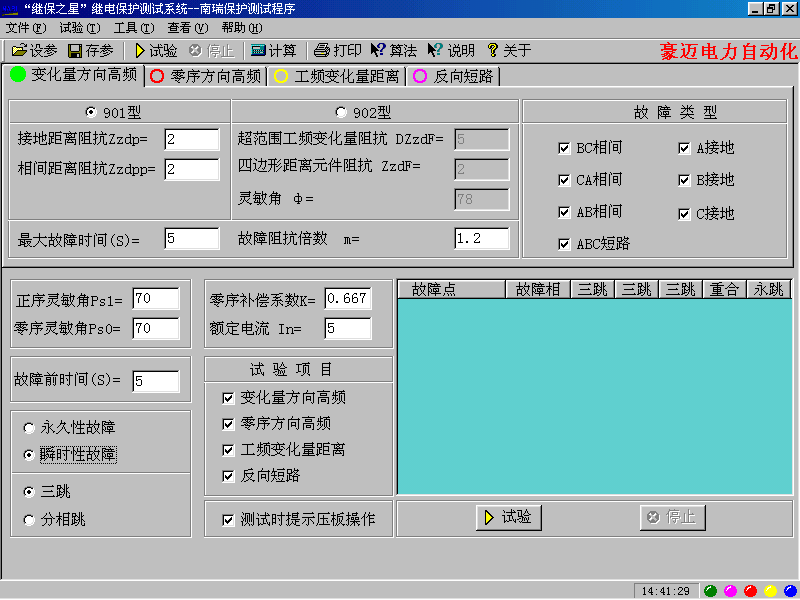 “继保之星”继电保护测试系统--南瑞保护测试程序
文件(F) 试验(T) 工具(T) 查看(V) 帮助(H)
设参 存参 试验 停止 计算 打印 算法 说明 关于 豪迈电力自动化
变化量方向高频 零序方向高频 工频变化量距离 反向短路
901型 902型 故 障 类 型
接地距离阻抗Zzdp= 2 超范围工频变化量阻抗 DZzdF= 5 BC相间 A接地
相间距离阻抗Zzdpp= 2 四边形距离元件阻抗 ZzdF= 2 CA相间 B接地
灵敏角 φ= 78 AB相间 C接地
最大故障时间(S)= 5 故障阻抗倍数 m= 1.2 ABC短路
正序灵敏角Ps1= 70 零序补偿系数K= 0.667 故障点 故障相 三跳 三跳 三跳 重合 永跳
零序灵敏角Ps0= 70 额定电流 In= 5
故障前时间(S)= 5 试 验 项 目
变化量方向高频
永久性故障 零序方向高频
瞬时性故障 工频变化量距离
三跳 反向短路
分相跳 测试时提示压板操作 试验 停止
14:41:29